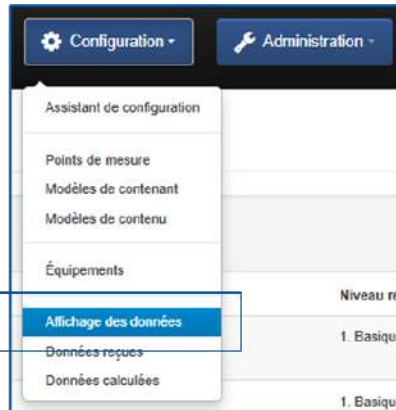 Configuration
Administration
Assistant de configuration
Points de mesure
Modèles de contenant
Modèles de contenu
Équipements
Niveau re
Affichage des données
1. Basiqu
Données reçues
Données calculées
1. Basiqu